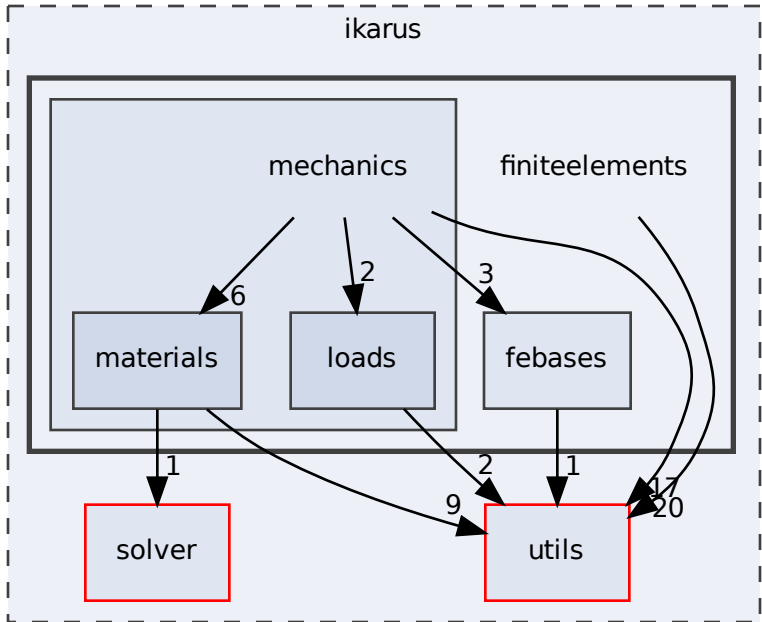 ikarus
mechanics
finiteelements
6
2
3
materials
loads
febases
1
9
2
1
17
20
solver
utils